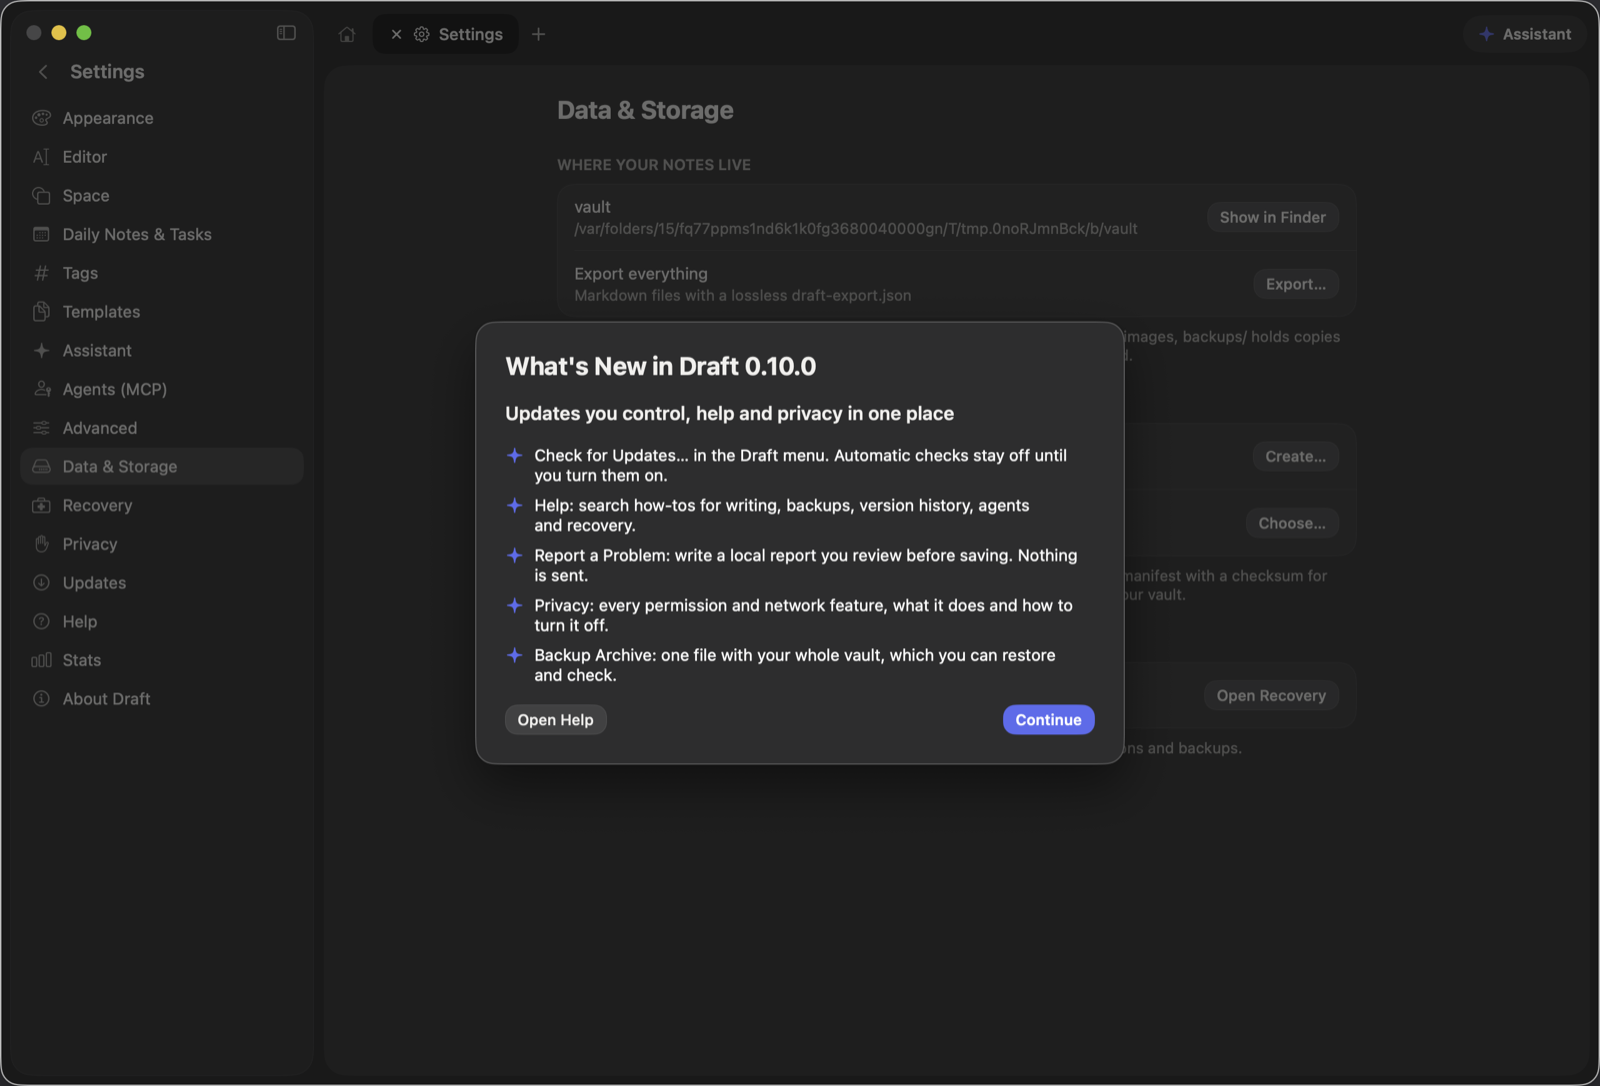 Settings
Assistant
Settings
Appearance
Editor
Space
Daily Notes & Tasks
Tags
Templates
Assistant
Agents (MCP)
Advanced
Data & Storage
Recovery
Privacy
Updates
Help
Stats
About Draft
Data & Storage
WHERE YOUR NOTES LIVE
vault
/var/folders/15/fq77ppms1nd6k1k0fg3680040000gn/T/tmp.0noRJmnBck/b/vault
Show in Finder
Export everything
Markdown files with a lossless draft-export.json
Export...
images, backups/ holds copies
What's New in Draft 0.10.0
Updates you control, help and privacy in one place
Check for Updates... in the Draft menu. Automatic checks stay off until
you turn them on.
Help: search how-tos for writing, backups, version history, agents
and recovery.
Report a Problem: write a local report you review before saving. Nothing
is sent.
Privacy: every permission and network feature, what it does and how to
turn it off.
Backup Archive: one file with your whole vault, which you can restore
and check.
Open Help
Continue
Create...
Choose...
manifest with a checksum for
your vault.
Open Recovery
and backups.